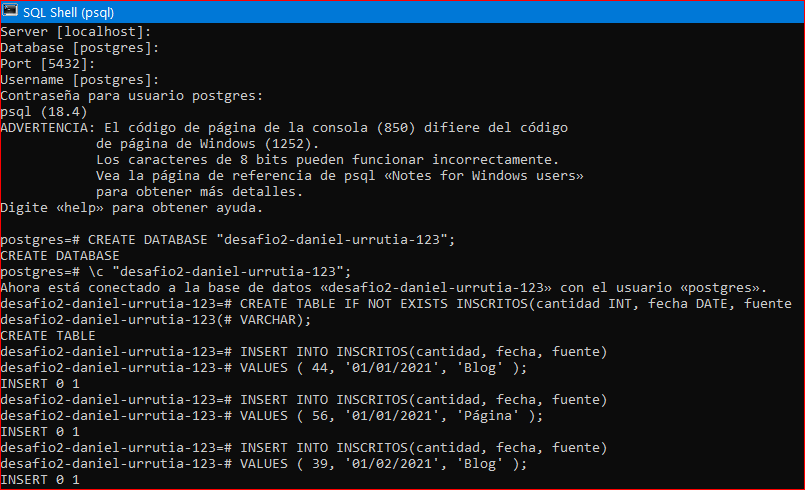 SQL Shell (psql)
Server [localhost]:
Database [postgres]:
Port [5432]:
Username [postgres]:
Contraseña para usuario postgres:
psql (18.4)
ADVERTENCIA: El código de página de la consola (850) difiere del código
            de página de Windows (1252).
            Los caracteres de 8 bits pueden funcionar incorrectamente.
            Vea la página de referencia de psql «Notes for Windows users»
            para obtener más detalles.
Digite «help» para obtener ayuda.

postgres=# CREATE DATABASE "desafio2-daniel-urrutia-123";
CREATE DATABASE
postgres=# \c "desafio2-daniel-urrutia-123";
Ahora está conectado a la base de datos «desafio2-daniel-urrutia-123» con el usuario «postgres».
desafio2-daniel-urrutia-123=# CREATE TABLE IF NOT EXISTS INSCRITOS(cantidad INT, fecha DATE, fuente
desafio2-daniel-urrutia-123(# VARCHAR);
CREATE TABLE
desafio2-daniel-urrutia-123=# INSERT INTO INSCRITOS(cantidad, fecha, fuente)
desafio2-daniel-urrutia-123-# VALUES ( 44, '01/01/2021', 'Blog' );
INSERT 0 1
desafio2-daniel-urrutia-123=# INSERT INTO INSCRITOS(cantidad, fecha, fuente)
desafio2-daniel-urrutia-123-# VALUES ( 56, '01/01/2021', 'Página' );
INSERT 0 1
desafio2-daniel-urrutia-123=# INSERT INTO INSCRITOS(cantidad, fecha, fuente)
desafio2-daniel-urrutia-123-# VALUES ( 39, '01/02/2021', 'Blog' );
INSERT 0 1